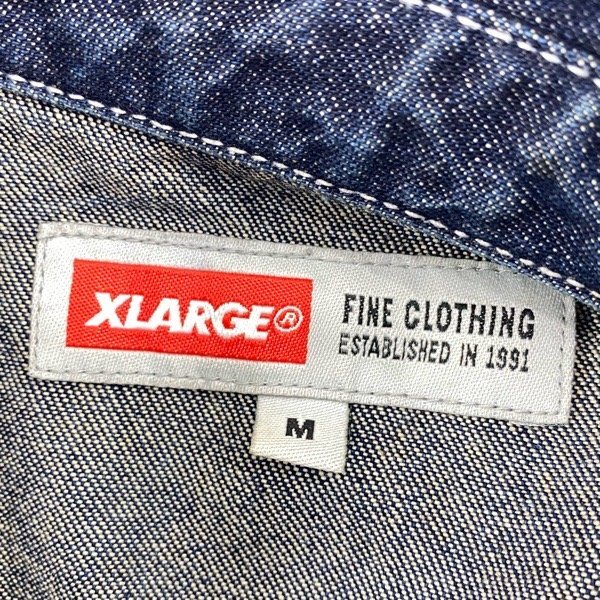 XLARGE®
FINE CLOTHING
ESTABLISHED IN 1991
M